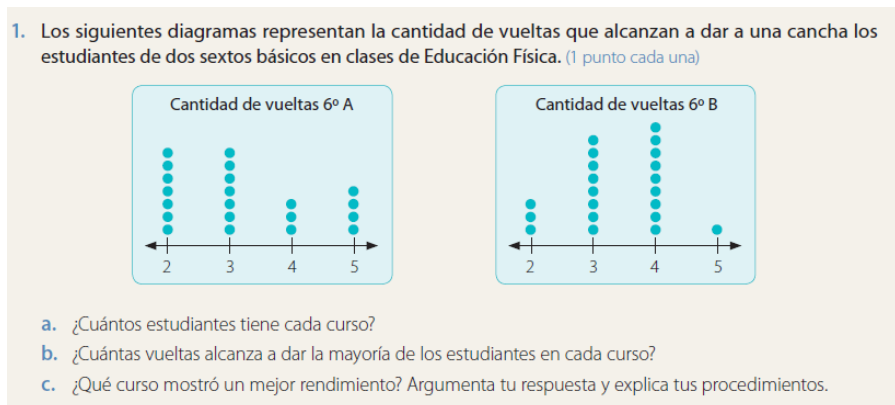 1. Los siguientes diagramas representan la cantidad de vueltas que alcanzan a dar a una cancha los
estudiantes de dos sextos básicos en clases de Educación Física. (1 punto cada una)
Cantidad de vueltas 6º A
2 3 4 5
Cantidad de vueltas 6º B
2 3 4 5
a. ¿Cuántos estudiantes tiene cada curso?
b. ¿Cuántas vueltas alcanza a dar la mayoría de los estudiantes en cada curso?
c. ¿Qué curso mostró un mejor rendimiento? Argumenta tu respuesta y explica tus procedimientos.